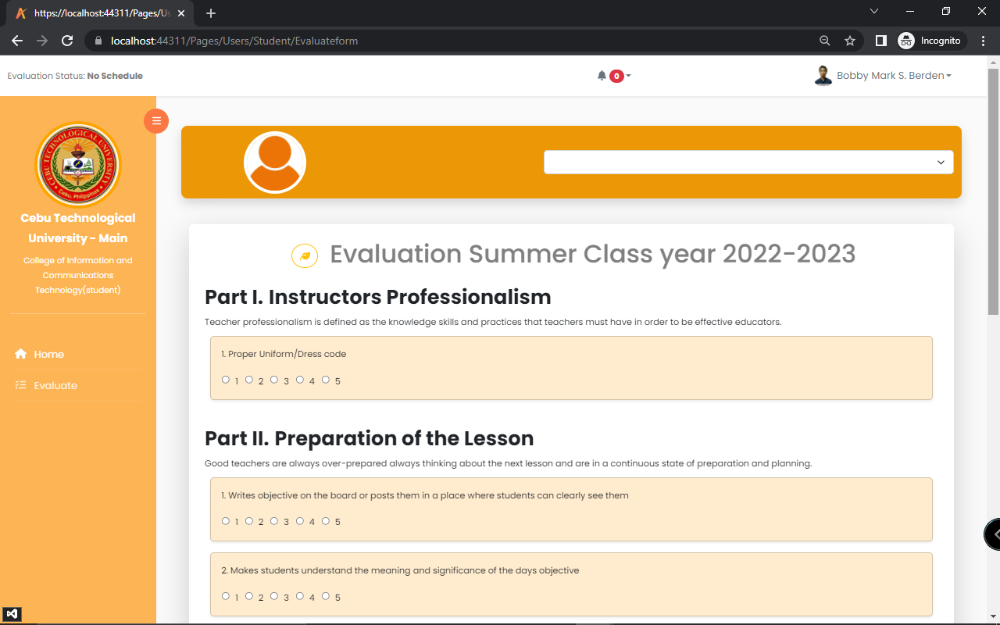 https://localhost:44311/Pages/Us
localhost:44311/Pages/Users/Student/Evaluateform
Incognito
Evaluation Status: No Schedule
0
Bobby Mark S. Berden
CEBU TECHNOLOGICAL UNIVERSITY
Cebu, Philippines
Cebu Technological
University - Main
College of Information and
Communications
Technology(student)
Home
Evaluate
Evaluation Summer Class year 2022-2023
Part I. Instructors Professionalism
Teacher professionalism is defined as the knowledge skills and practices that teachers must have in order to be effective educators.
1. Proper Uniform/Dress code
1 2 3 4 5
Part II. Preparation of the Lesson
Good teachers are always over-prepared always thinking about the next lesson and are in a continuous state of preparation and planning.
1. Writes objective on the board or posts them in a place where students can clearly see them
1 2 3 4 5
2. Makes students understand the meaning and significance of the days objective
1 2 3 4 5